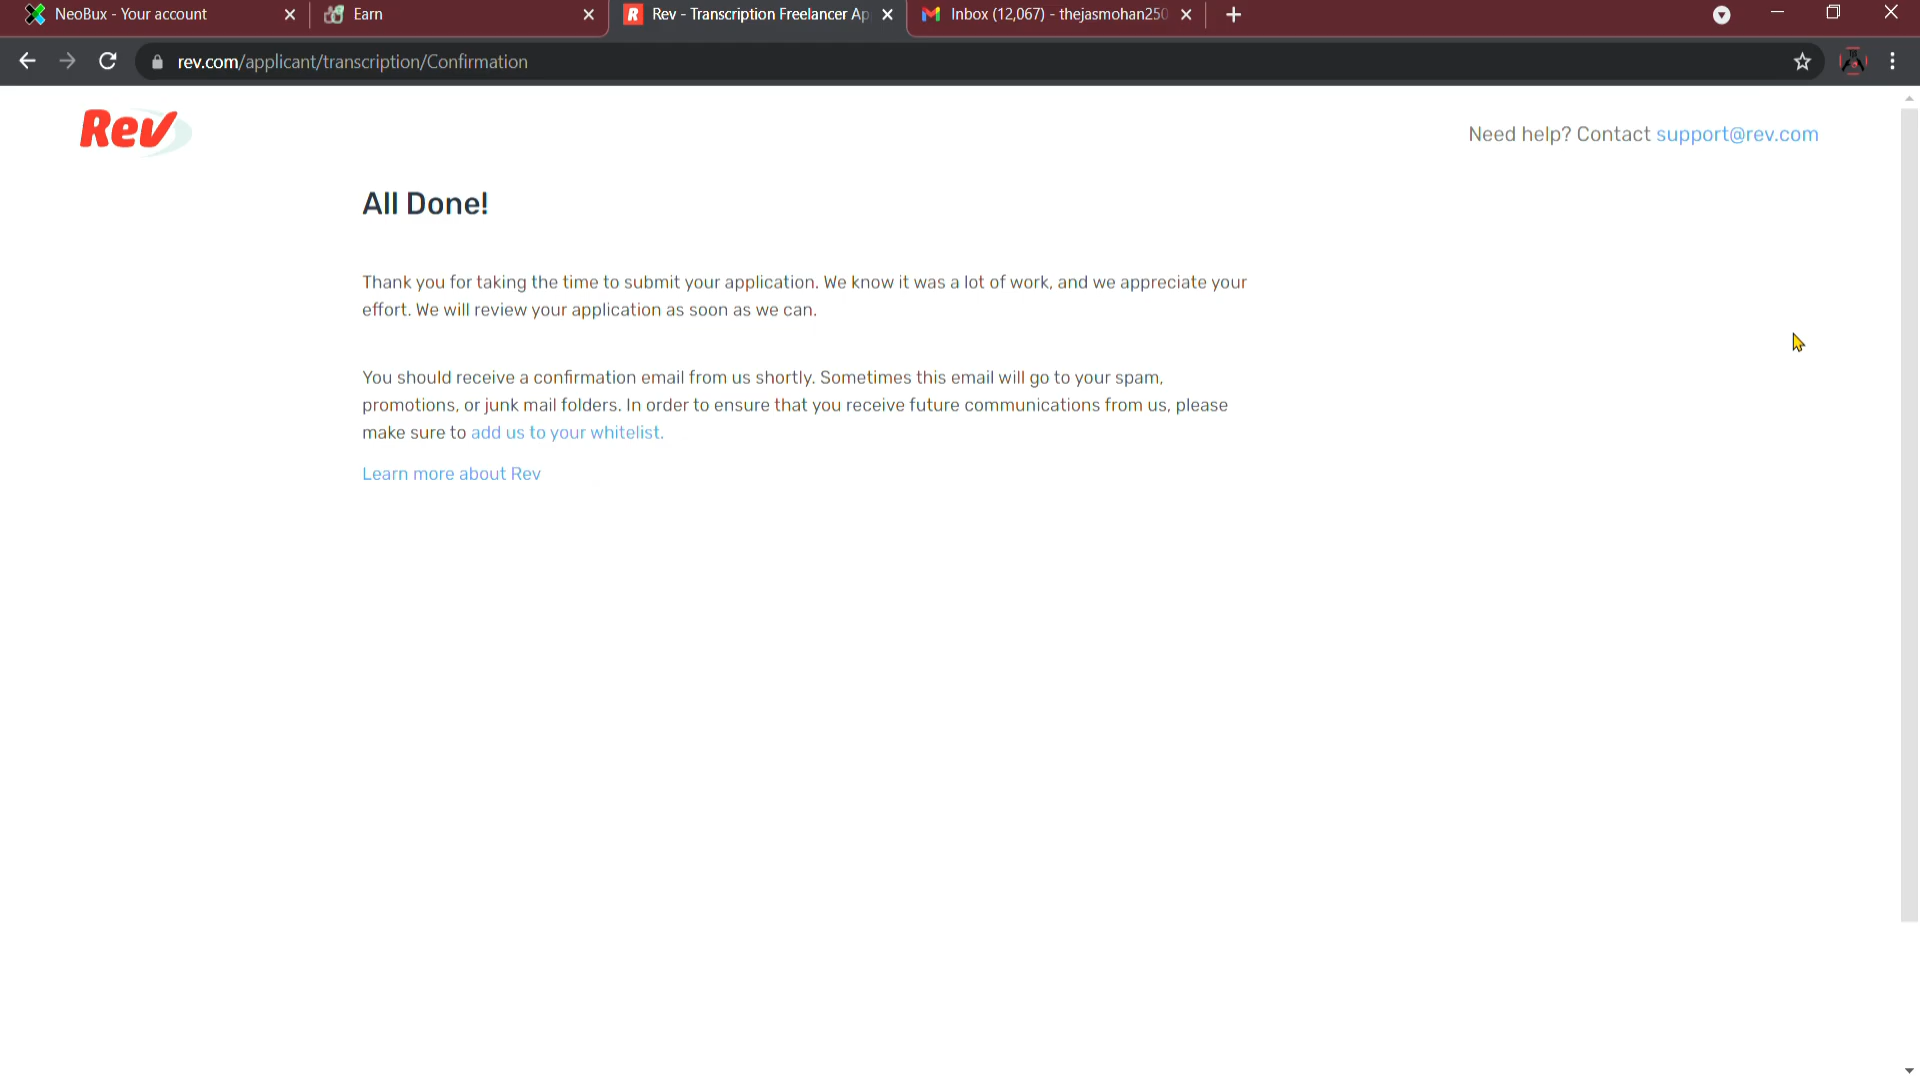 NeoBux - Your account
Earn
Rev - Transcription Freelancer Ap
Inbox (12,067) - thejasmohan250
rev.com/applicant/transcription/Confirmation
Rev
Need help? Contact support@rev.com
All Done!
Thank you for taking the time to submit your application. We know it was a lot of work, and we appreciate your
effort. We will review your application as soon as we can.
You should receive a confirmation email from us shortly. Sometimes this email will go to your spam,
promotions, or junk mail folders. In order to ensure that you receive future communications from us, please
make sure to add us to your whitelist.
Learn more about Rev